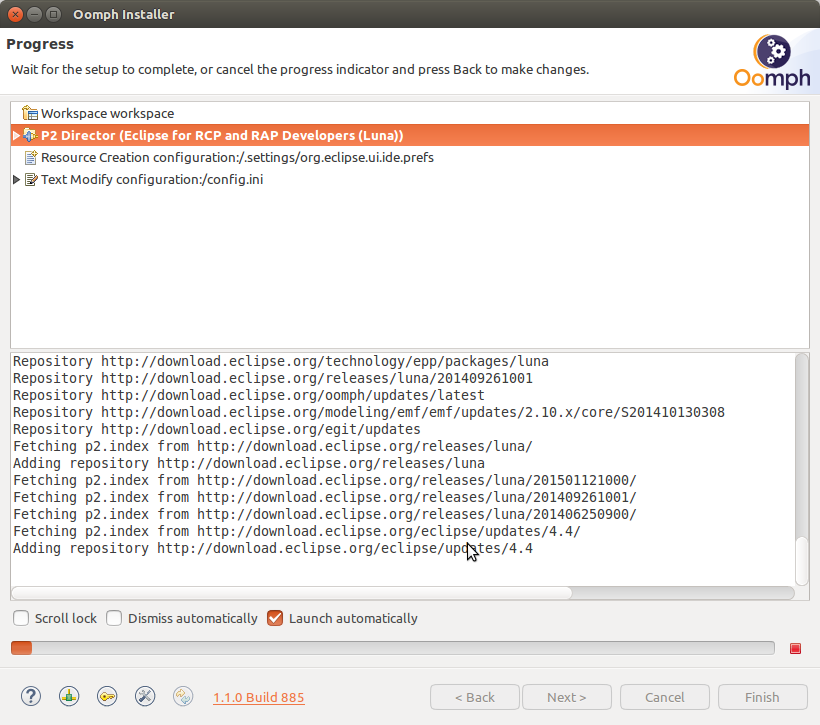 Oomph Installer
Progress
Wait for the setup to complete, or cancel the progress indicator and press Back to make changes.
Oomph
Workspace workspace
P2 Director (Eclipse for RCP and RAP Developers (Luna))
Resource Creation configuration:/.settings/org.eclipse.ui.ide.prefs
Text Modify configuration:/config.ini
Repository http://download.eclipse.org/technology/epp/packages/luna
Repository http://download.eclipse.org/releases/luna/201409261001
Repository http://download.eclipse.org/oomph/updates/latest
Repository http://download.eclipse.org/modeling/emf/emf/updates/2.10.x/core/S201410130308
Repository http://download.eclipse.org/egit/updates
Fetching p2.index from http://download.eclipse.org/releases/luna/
Adding repository http://download.eclipse.org/releases/luna
Fetching p2.index from http://download.eclipse.org/releases/luna/201501121000/
Fetching p2.index from http://download.eclipse.org/releases/luna/201409261001/
Fetching p2.index from http://download.eclipse.org/releases/luna/201406250900/
Fetching p2.index from http://download.eclipse.org/eclipse/updates/4.4/
Adding repository http://download.eclipse.org/eclipse/updates/4.4
Scroll lock Dismiss automatically Launch automatically
? 1.1.0 Build 885 < Back Next > Cancel Finish